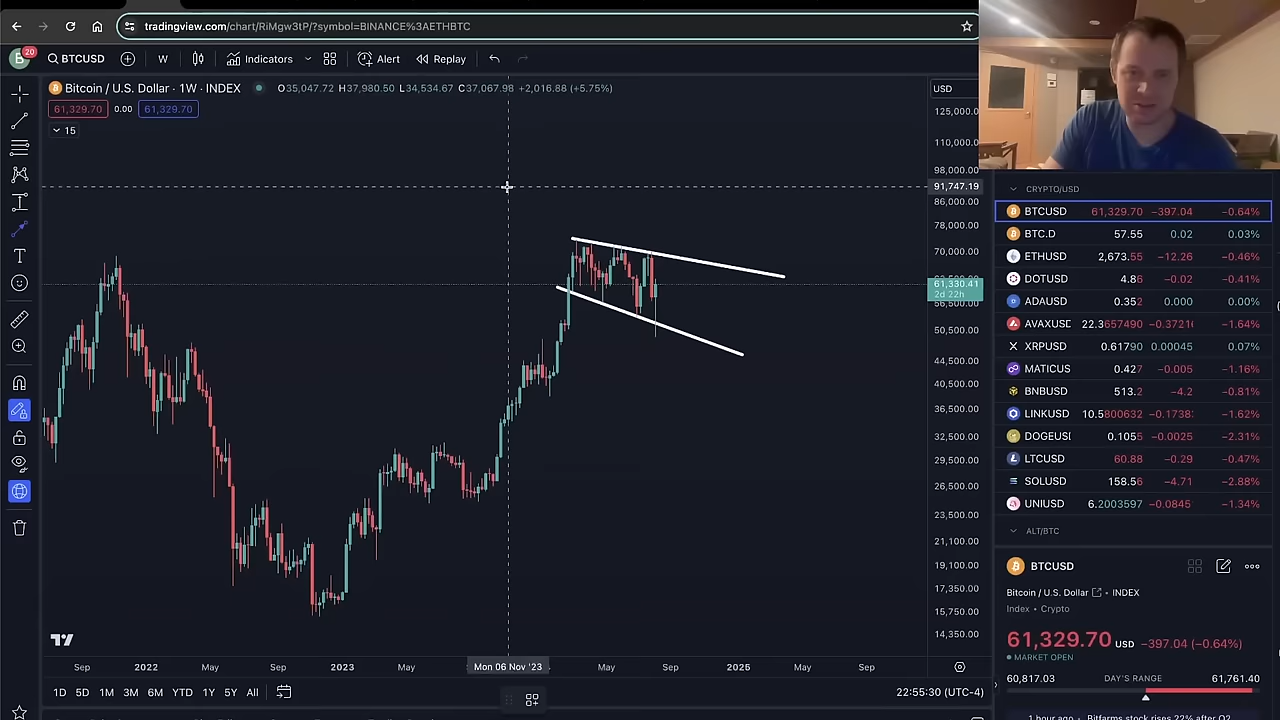 tradingview.com/chart/RiMgw3tP/?symbol=BINANCE%3AETHBTC
B 20 BTCUSD W Indicators Alert Replay
Bitcoin / U.S. Dollar · 1W · INDEX O35,047.72 H37,980.50 L34,534.67 C37,067.98 +2,016.88 (+5.75%)
61,329.70 0.00 61,329.70
15
USD
125,000.00
110,000.00
98,000.00
91,747.19
86,000.00
78,000.00
70,000.00
61,330.41
2d 22h
56,500.00
50,500.00
44,500.00
40,500.00
36,500.00
32,500.00
29,500.00
26,500.00
23,500.00
21,100.00
19,100.00
17,350.00
15,750.00
14,350.00
Sep 2022 May Sep 2023 May Mon 06 Nov '23 May Sep 2025 May Sep
1D 5D 1M 3M 6M YTD 1Y 5Y All
22:55:30 (UTC-4)
CRYPTO/USD
BTCUSD 61,329.70 −397.04 −0.64%
BTC.D 57.55 0.02 0.03%
ETHUSD 2,673.55 −12.26 −0.46%
DOTUSD 4.86 −0.02 −0.41%
ADAUSD 0.352 0.000 0.00%
AVAXUSD 22.3657490 −0.3721 −1.64%
XRPUSD 0.61790 0.00045 0.07%
MATICUS 0.427 −0.005 −1.16%
BNBUSD 513.2 −4.2 −0.81%
LINKUSD 10.5800632 −0.1738 −1.62%
DOGEUSI 0.1055 −0.0025 −2.31%
LTCUSD 60.88 −0.29 −0.47%
SOLUSD 158.56 −4.71 −2.88%
UNIUSD 6.2003597 −0.0845 −1.34%
ALT/BTC
BTCUSD
Bitcoin / U.S. Dollar · INDEX
Index · Crypto
61,329.70 USD −397.04 (−0.64%)
MARKET OPEN
60,817.03 DAY'S RANGE 61,761.40
1 hour ago · Bitfarms stock rises 22% after Q2